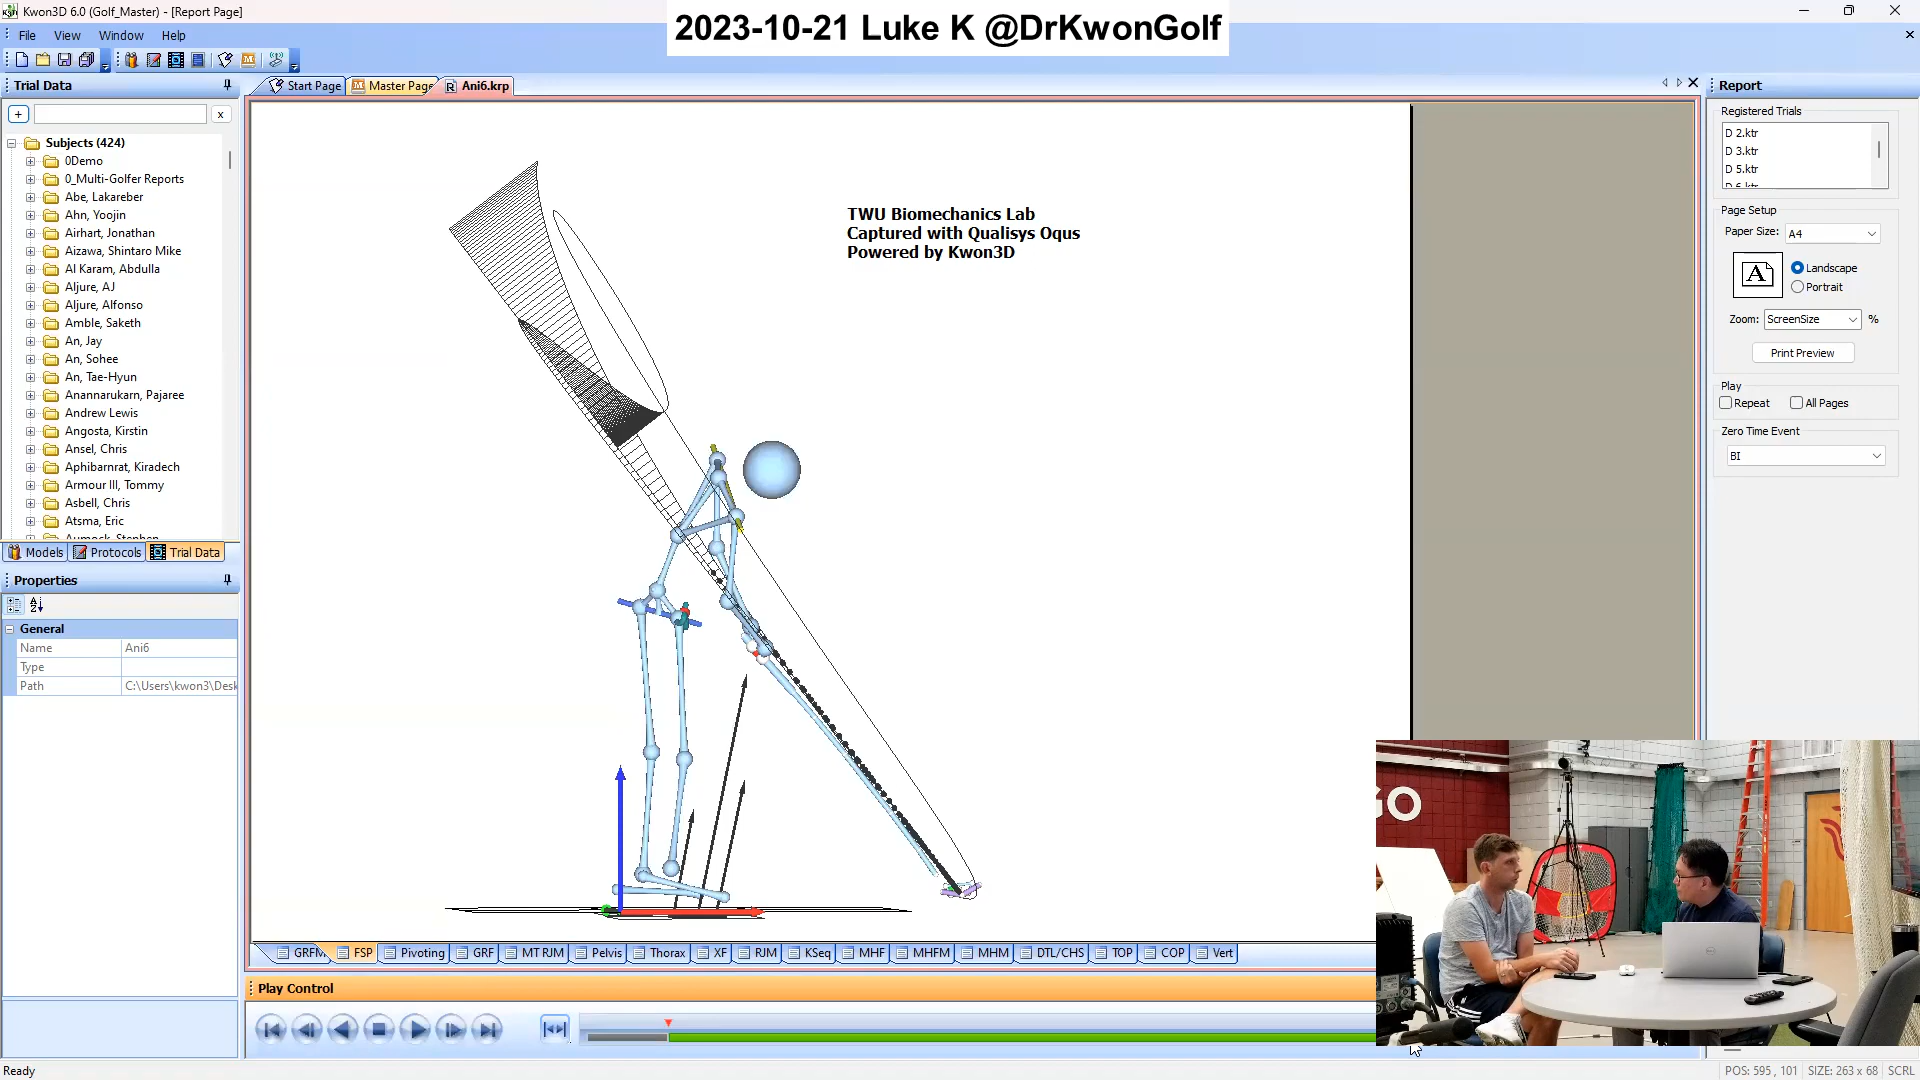 Kwon3D 6.0 (Golf_Master) - [Report Page]
2023-10-21 Luke K @DrKwonGolf
File View Window Help
Trial Data
Start Page
Master Page
Ani6.krp
Report
x
Subjects (424)
0Demo
0_Multi-Golfer Reports
Abe, Lakareber
Ahn, Yoojin
Airhart, Jonathan
Aizawa, Shintaro Mike
Al Karam, Abdulla
Aljure, AJ
Aljure, Alfonso
Amble, Saketh
An, Jay
An, Sohee
An, Tae-Hyun
Anannarukarn, Pajaree
Andrew Lewis
Angosta, Kirstin
Ansel, Chris
Aphibarnrat, Kiradech
Armour III, Tommy
Asbell, Chris
Atsma, Eric
Aumock, Stephen
Models Protocols Trial Data
Properties
General
Name Ani6
Type
Path C:\Users\kwon3\Desk
TWU Biomechanics Lab
Captured with Qualisys Oqus
Powered by Kwon3D
Registered Trials
D 2.ktr
D 3.ktr
D 5.ktr
D 6.ktr
Page Setup
Paper Size: A4
A
Landscape
Portrait
Zoom: ScreenSize %
Print Preview
Play
Repeat All Pages
Zero Time Event
BI
GO
GRFM FSP Pivoting GRF MT RJM Pelvis Thorax XF RJM KSeq MHF MHFM MHM DTL/CHS TOP COP Vert
Play Control
Ready
POS: 595 , 101 SIZE: 263 x 68 SCRL